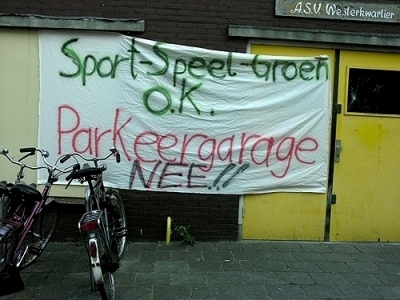 A.S.V Westerkwartier
Sport-Speel-Groen
O.K.
Parkeergarage
NEE!!